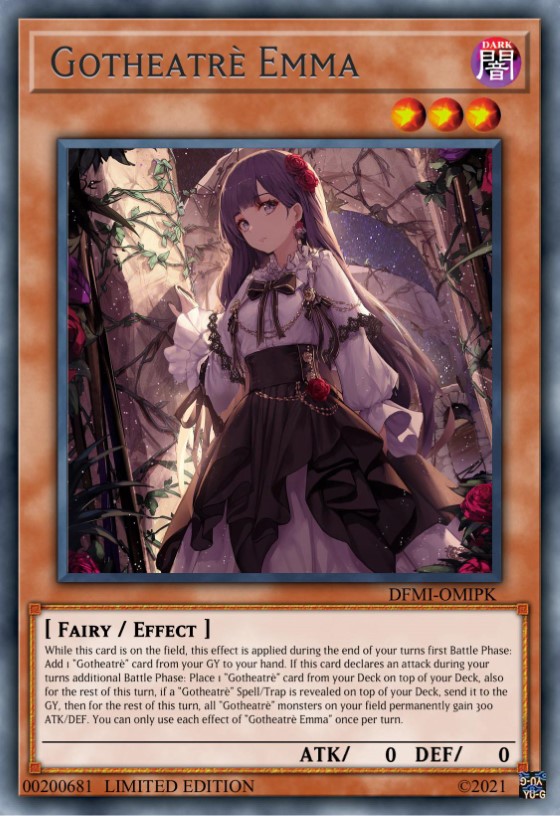 Gotheatrè Emma
DARK
闇
DFMI-OMIPK
[ Fairy / Effect ]
While this card is on the field, this effect is applied during the end of your turns first Battle Phase:
Add 1 "Gotheatrè" card from your GY to your hand. If this card declares an attack during your
turns additional Battle Phase: Place 1 "Gotheatrè" card from your Deck on top of your Deck, also
for the rest of this turn, if a "Gotheatrè" Spell/Trap is revealed on top of your Deck, send it to the
GY, then for the rest of this turn, all "Gotheatrè" monsters on your field permanently gain 300
ATK/DEF. You can only use each effect of "Gotheatrè Emma" once per turn.
ATK/ 0 DEF/ 0
00200681 LIMITED EDITION ©2021
YU-G